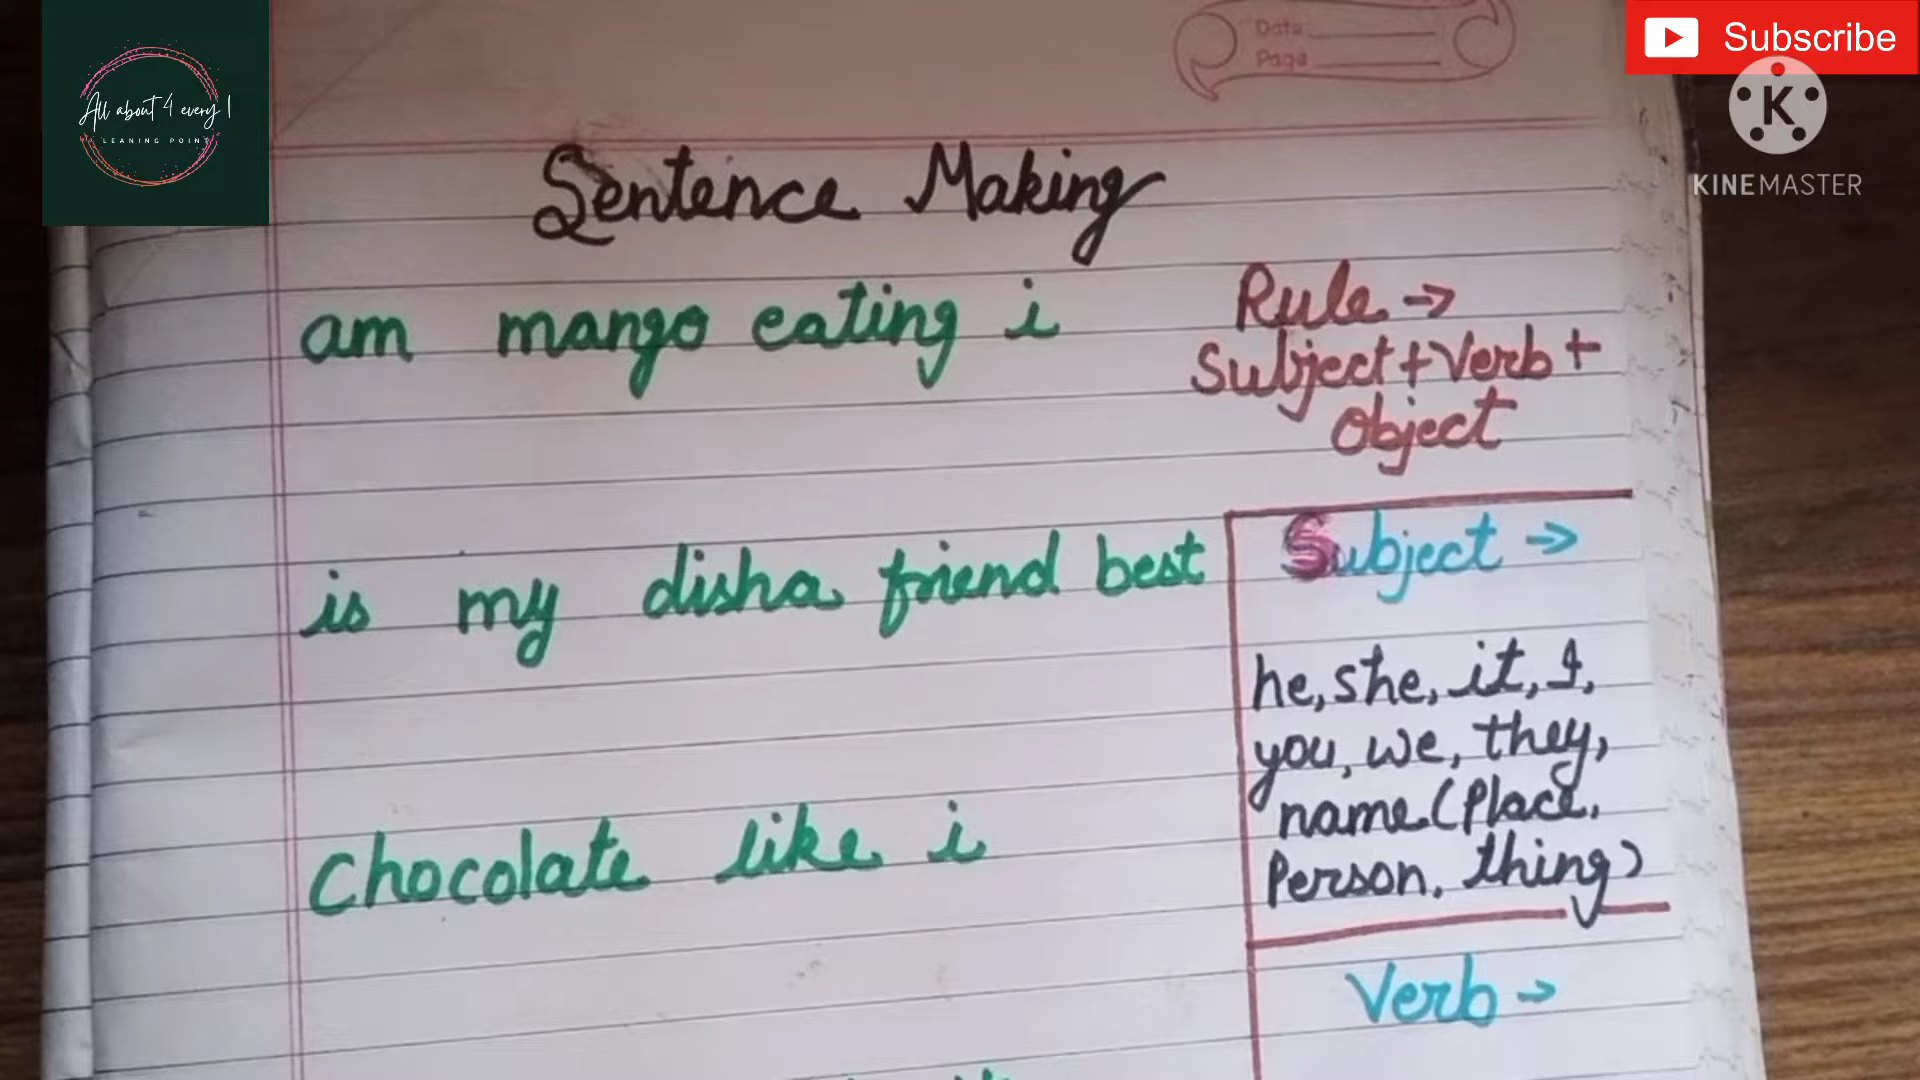 All about 4 every 1
LEANING POINT
Data
Page
Subscribe
K
KINEMASTER
Sentence Making
am mango eating i
Rule →
Subject + Verb +
Object
is my disha friend best
Subject →
he, she, it, I,
you, we, they,
name (Place,
Person, thing)
chocolate like i
Verb →